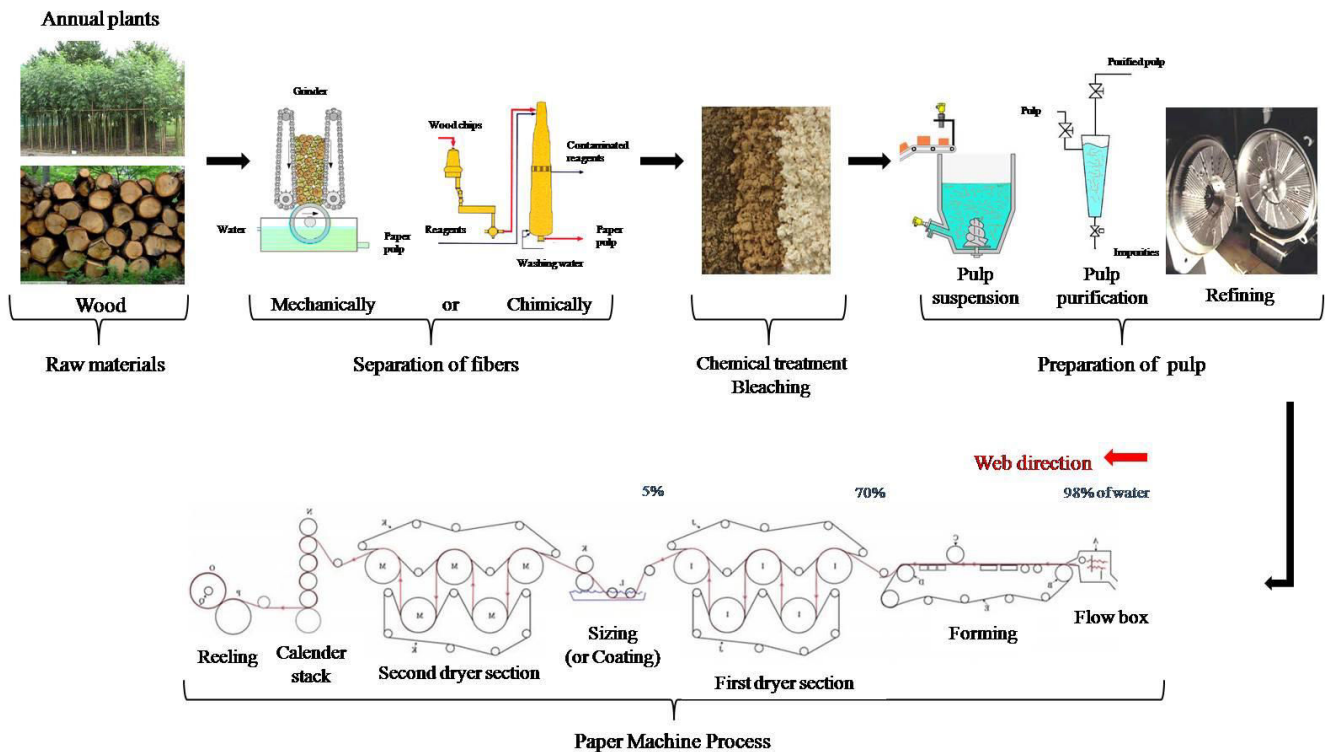 Annual plants
Grinder
Water
Paper
pulp
Wood chips
Reagents
Contaminated
reagents
Paper
pulp
Washing water
Purified pulp
Pulp
Impurities
Wood
Mechanically
or
Chimically
Pulp
suspension
Pulp
purification
Refining
Raw materials
Separation of fibers
Chemical treatment
Bleaching
Preparation of pulp
Web direction
5%
70%
98% of water
N
K
J
C
A
M
M
M
K
L
I
I
I
D
B
O
O
P
M
M
I
I
E
K
J
Reeling
Calender
stack
Second dryer section
Sizing
(or Coating)
First dryer section
Forming
Flow box
Paper Machine Process